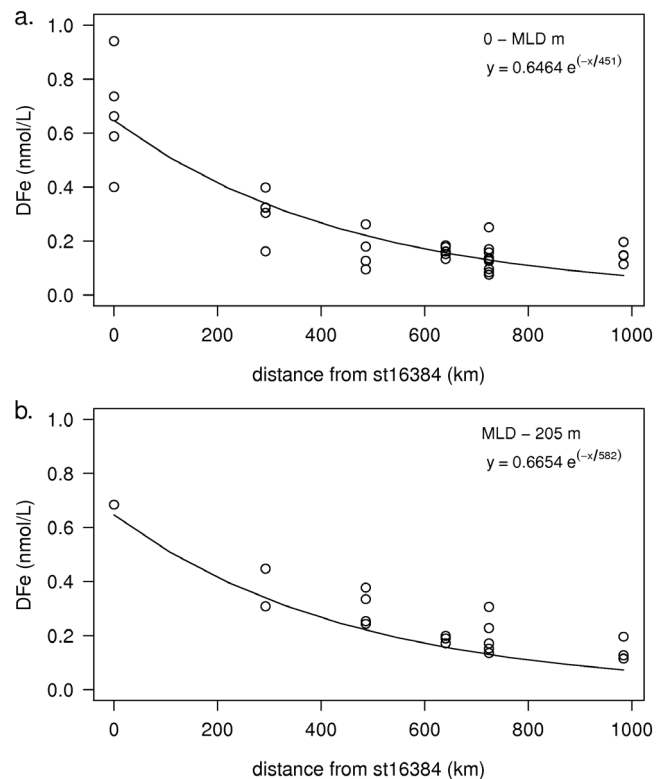 a.
0 – MLD m
y = 0.6464 e^(−x/451)
1.0
0.8
0.6
0.4
0.2
0.0
DFe (nmol/L)
0 200 400 600 800 1000
distance from st16384 (km)
b.
MLD – 205 m
y = 0.6654 e^(−x/582)
1.0
0.8
0.6
0.4
0.2
0.0
DFe (nmol/L)
0 200 400 600 800 1000
distance from st16384 (km)